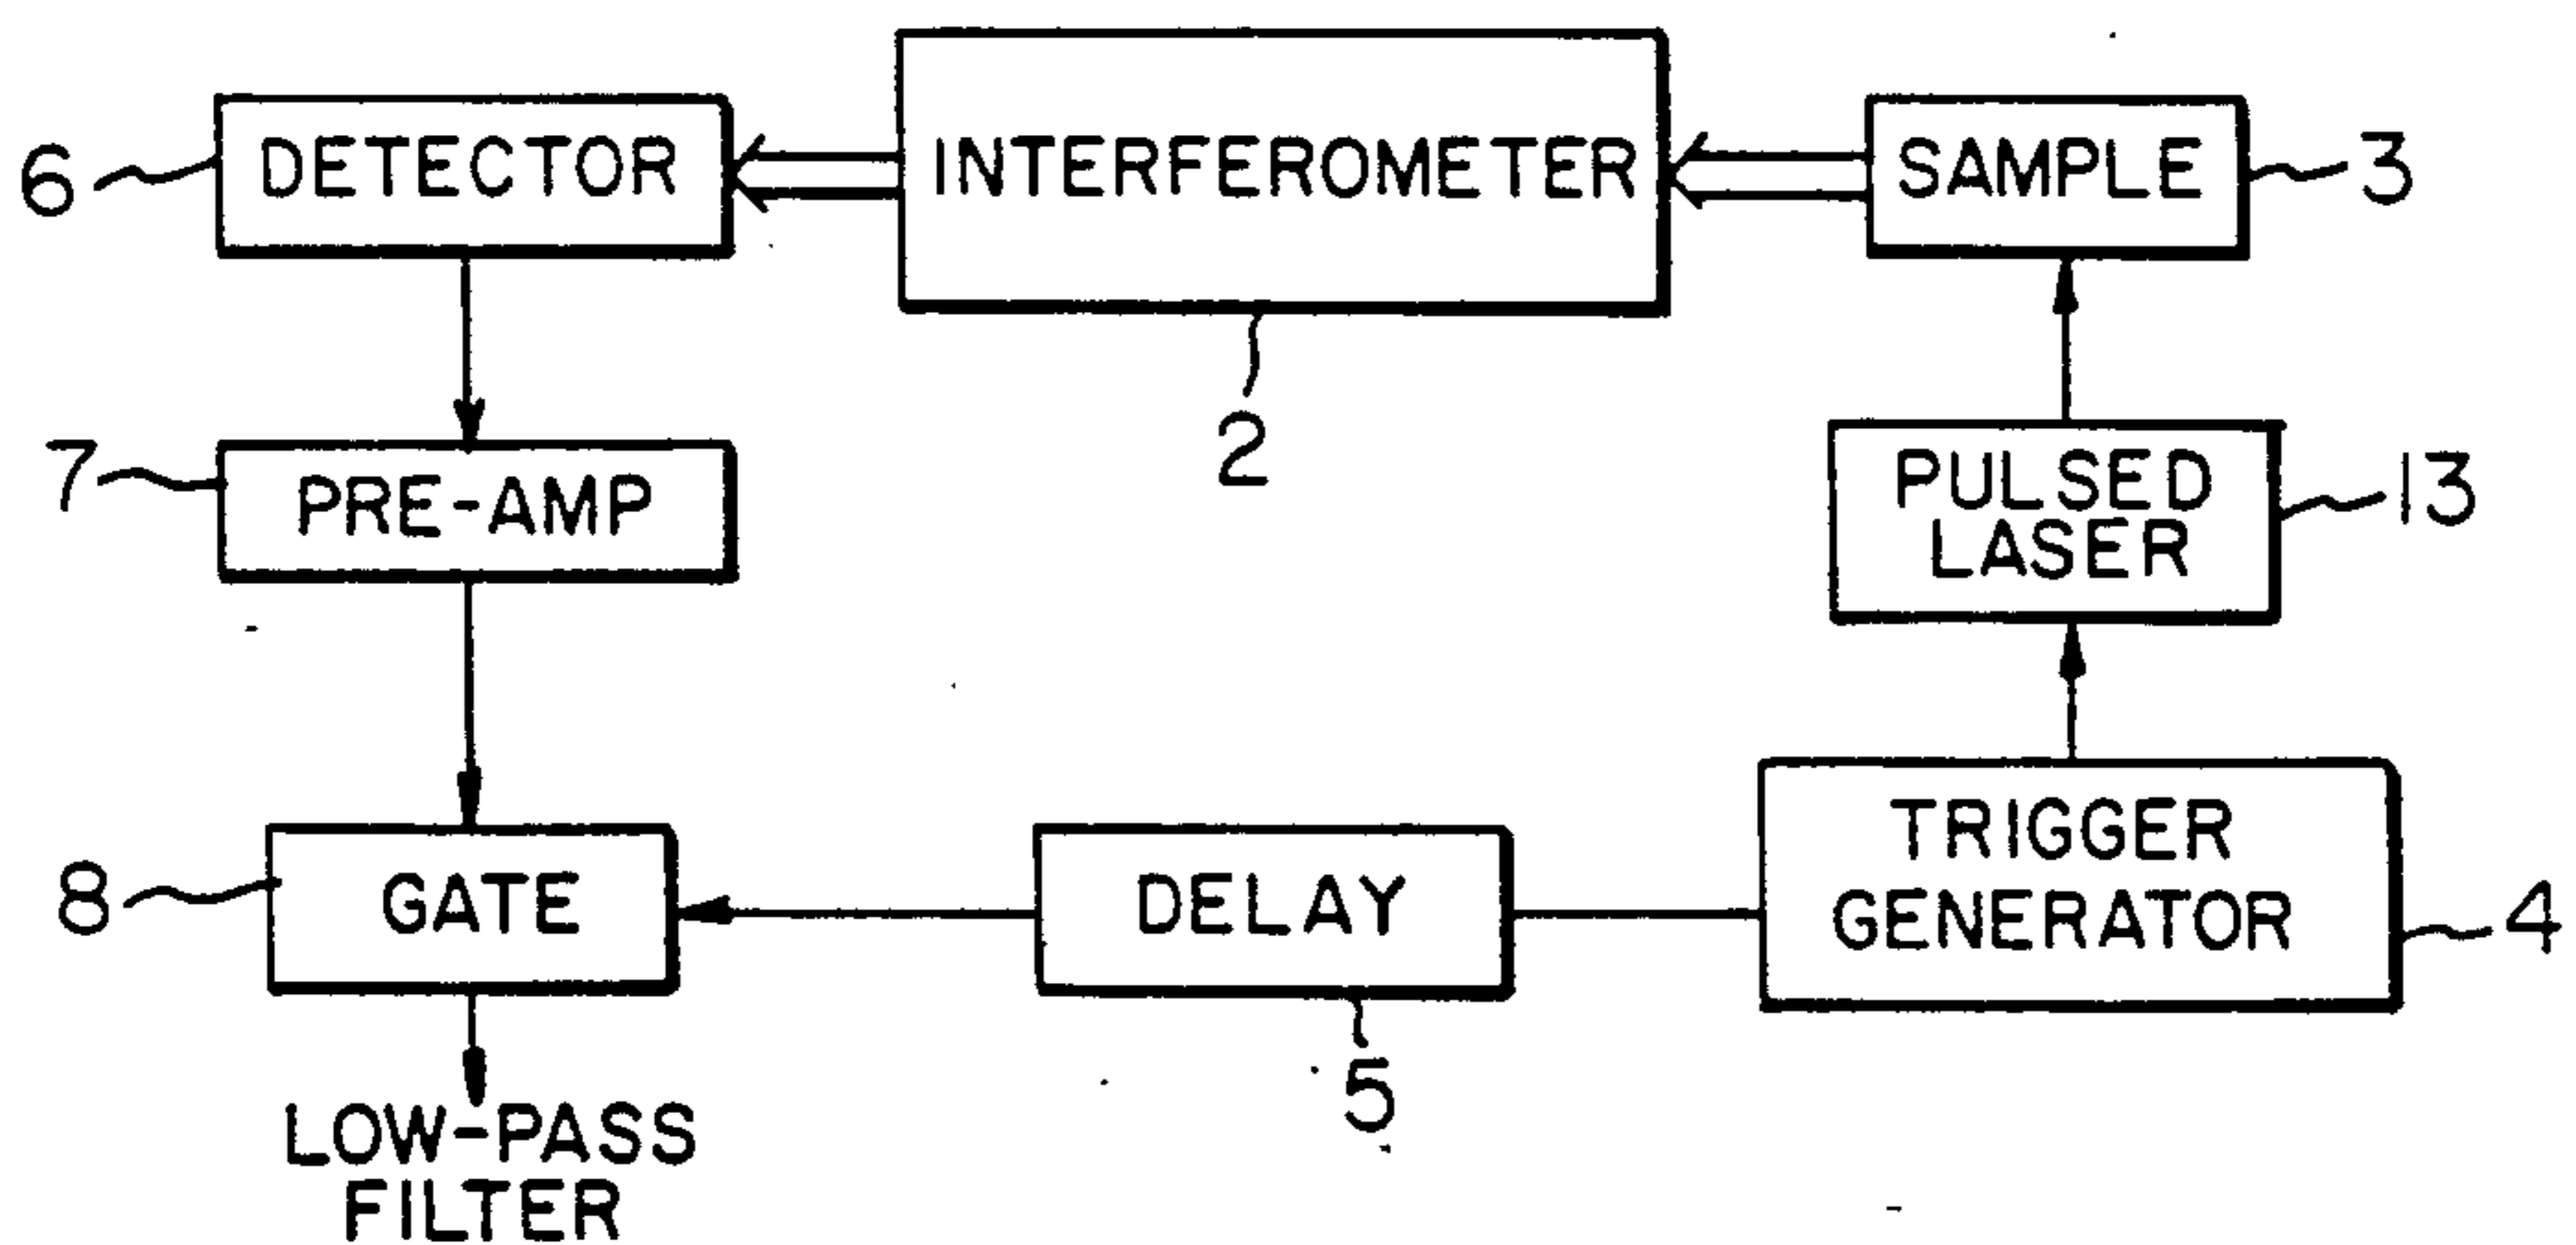 6
DETECTOR
INTERFEROMETER
SAMPLE
3
2
7
PRE-AMP
PULSED
LASER
13
8
GATE
DELAY
5
TRIGGER
GENERATOR
4
LOW-PASS
FILTER